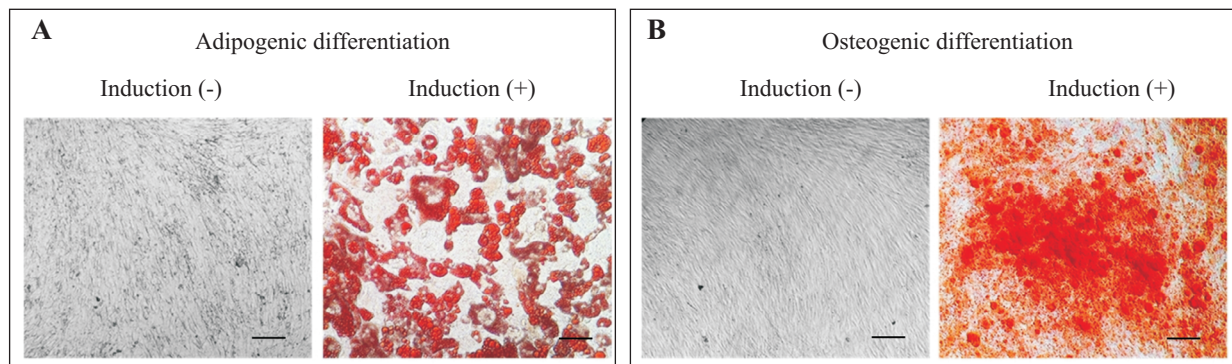 A
Adipogenic differentiation
Induction (-)
Induction (+)
B
Osteogenic differentiation
Induction (-)
Induction (+)